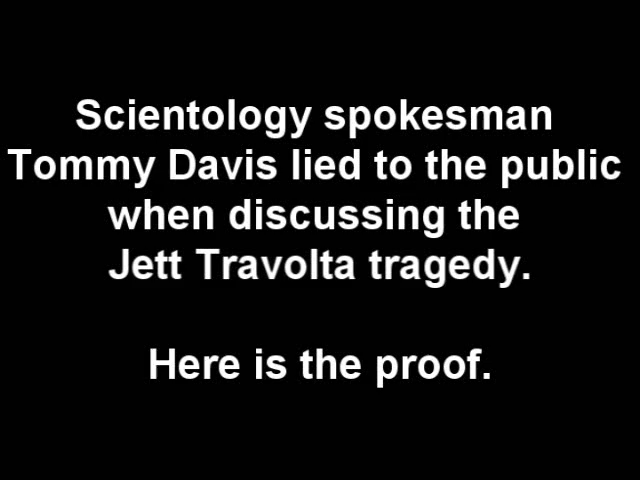 Scientology spokesman
Tommy Davis lied to the public
when discussing the
Jett Travolta tragedy.
Here is the proof.